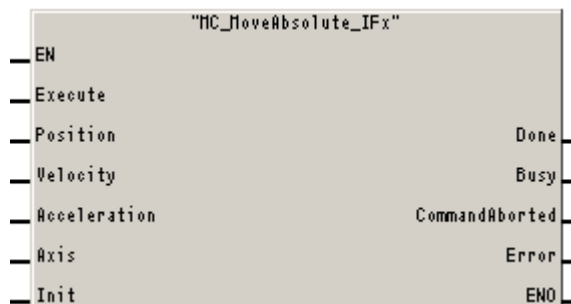 "MC_MoveAbsolute_IFx"
EN
Execute
Position Done
Velocity Busy
Acceleration CommandAborted
Axis Error
Init ENO